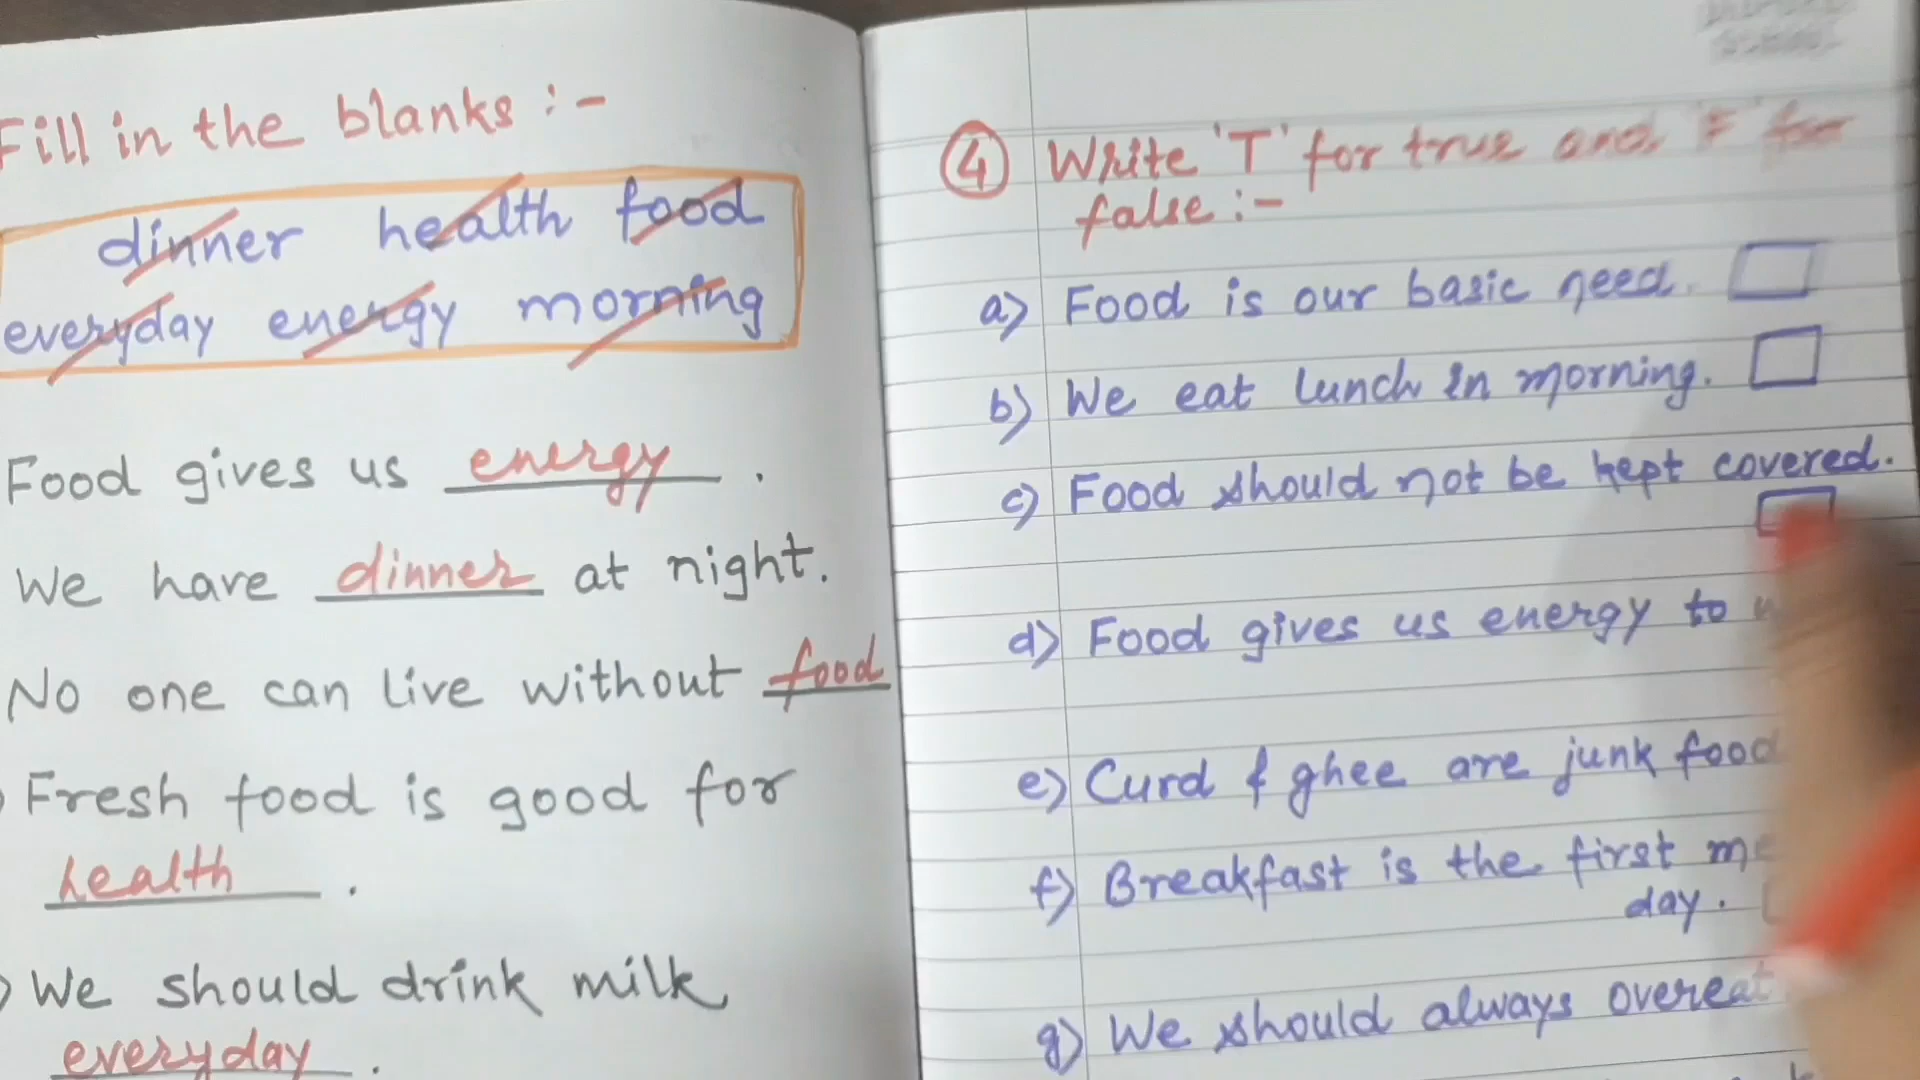 Fill in the blanks :-
dinner health food
everyday energy morning
Food gives us energy .
We have dinner at night.
No one can live without food
Fresh food is good for
health .
We should drink milk
everyday .
④ Write 'T' for true and 'F' for
false :-
a) Food is our basic need.
b) We eat lunch in morning.
c) Food should not be kept covered.
d) Food gives us energy to
e) Curd & ghee are junk food
f) Breakfast is the first
day.
g) We should always overeat